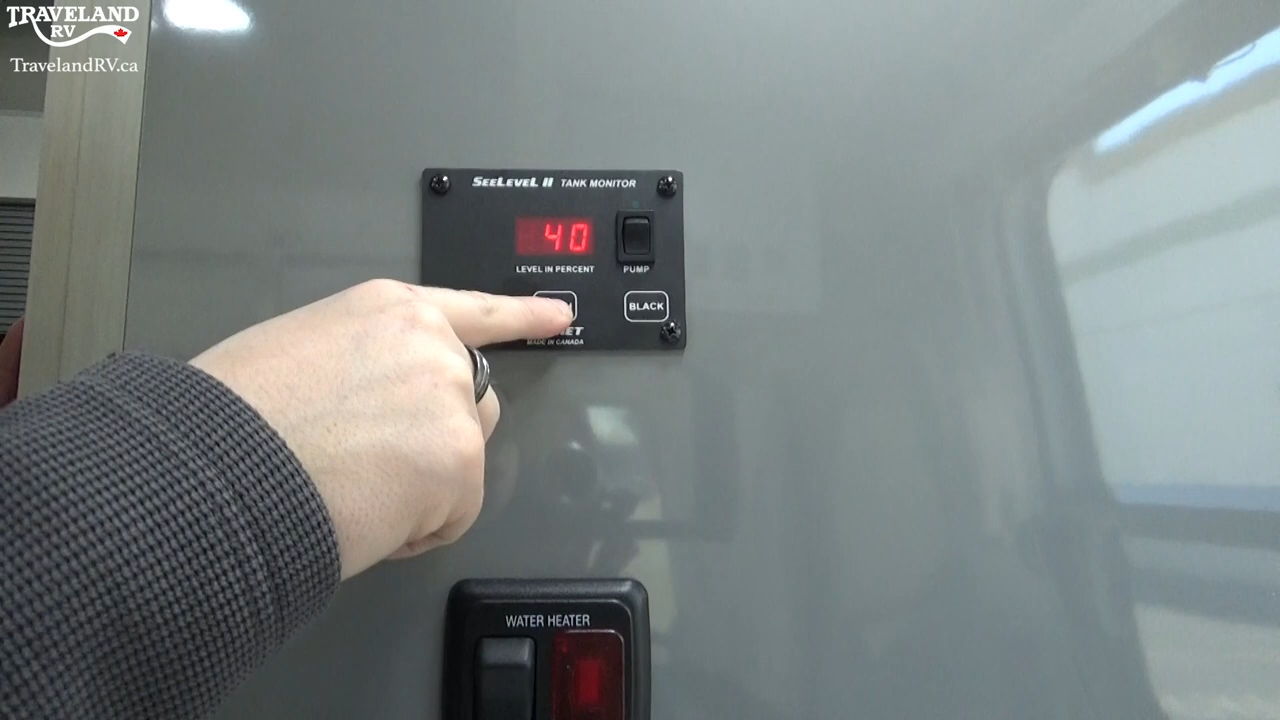 TRAVELAND
RV
TravelandRV.ca
SEELEVEL II TANK MONITOR
40
LEVEL IN PERCENT
PUMP
BLACK
MADE IN CANADA
WATER HEATER